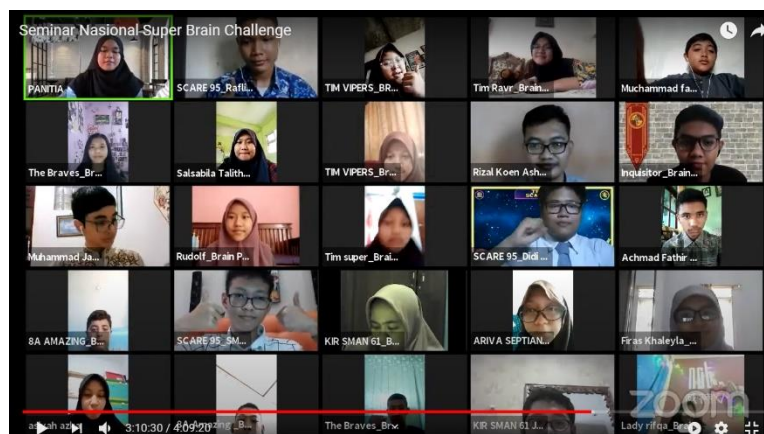 Seminar Nasional Super Brain Challenge
PANITIA
SCARE 95_Rafli...
TIM VIPERS_BR...
Tim Ravr_Brain...
Muchammad fa...
The Braves_Br...
Salsabila Talith...
TIM VIPERS_Br...
Rizal Koen Ash...
Inquisitor_Brain...
Muhammad Ja...
Rudolf_Brain P...
Tim super_Brai...
SCARE 95_Didi ...
Achmad Fathir ...
8A AMAZING_B...
SCARE 95_SM...
KIR SMAN 61_B...
ARIVA SEPTIAN...
Firas Khaleyla_...
8A Amazing_B...
The Braves_Br...
KIR SMAN 61 J...
Lady rifqa_Brai...
zoom
3:10:30 / 4:09:20